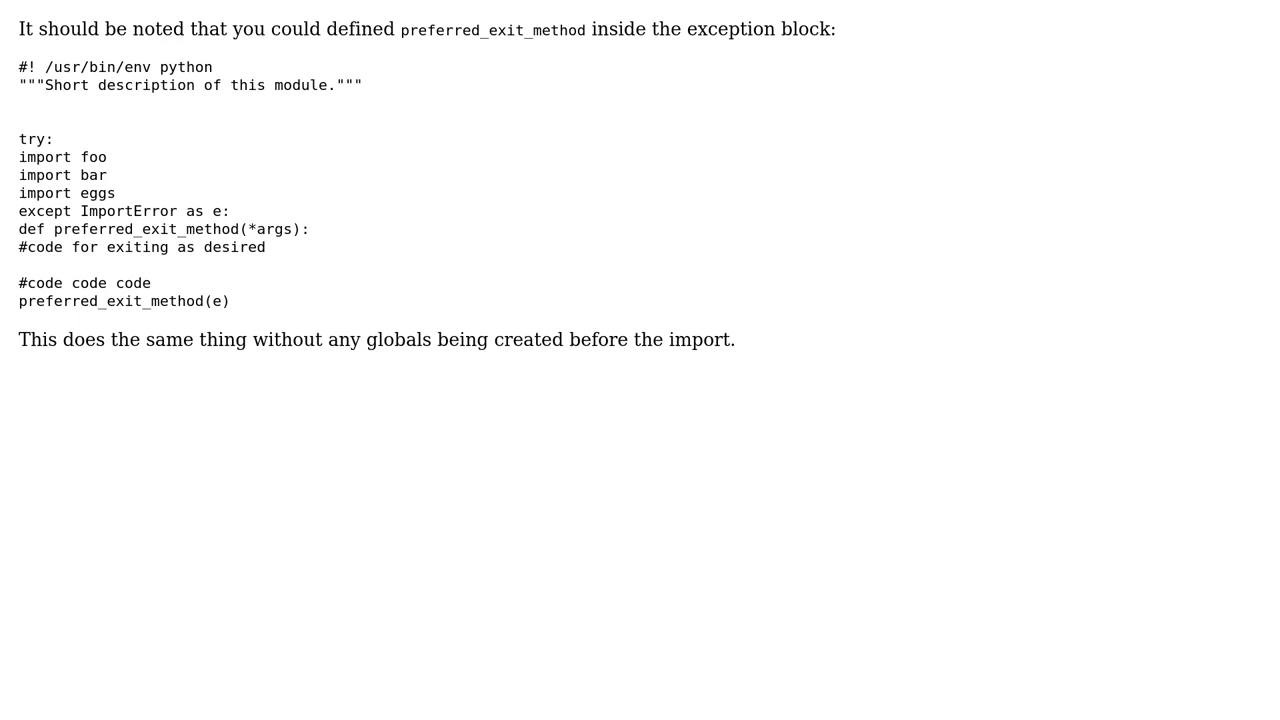 It should be noted that you could defined preferred_exit_method inside the exception block:
#! /usr/bin/env python
"""Short description of this module."""
try:
import foo
import bar
import eggs
except ImportError as e:
def preferred_exit_method(*args):
#code for exiting as desired
#code code code
preferred_exit_method(e)
This does the same thing without any globals being created before the import.